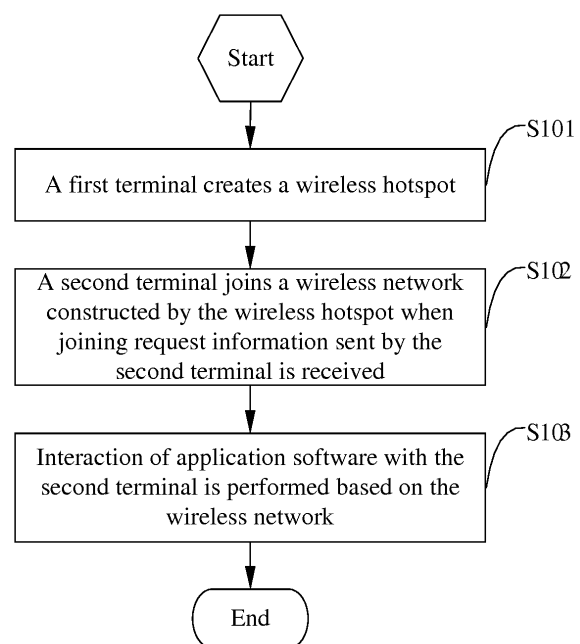 Start
S101
A first terminal creates a wireless hotspot
S102
A second terminal joins a wireless network
constructed by the wireless hotspot when
joining request information sent by the
second terminal is received
S103
Interaction of application software with the
second terminal is performed based on the
wireless network
End